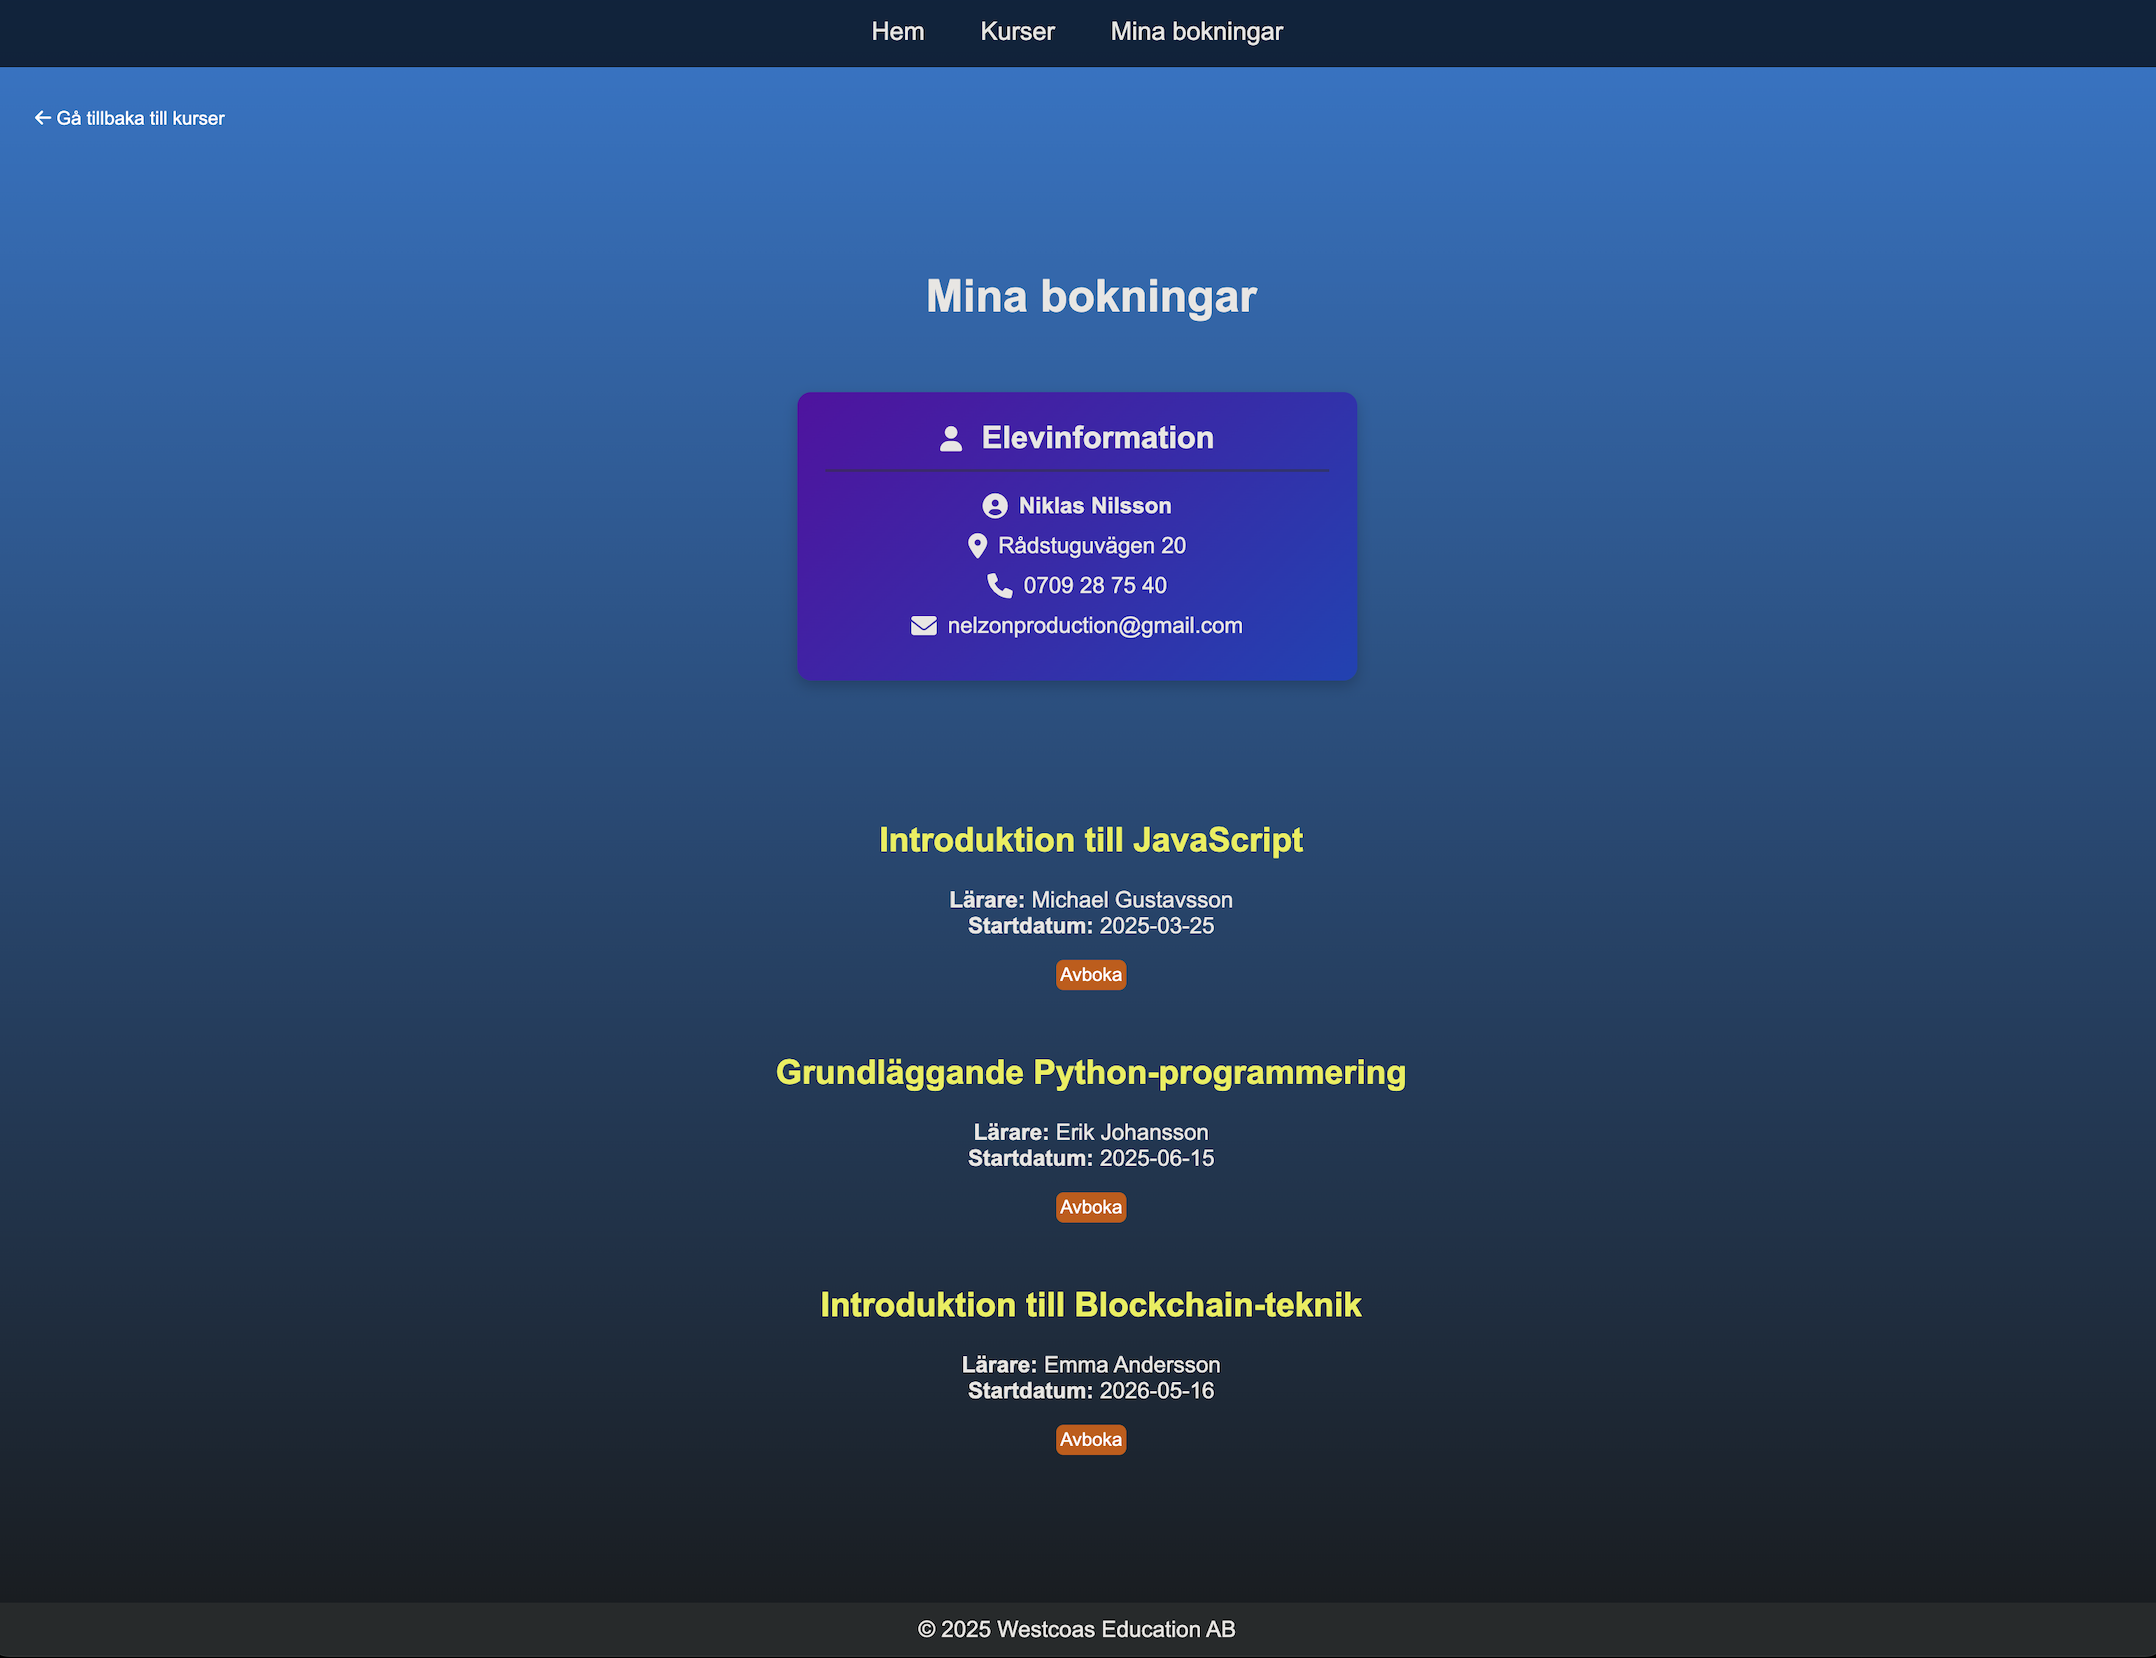 Hem Kurser Mina bokningar
Gå tillbaka till kurser
Mina bokningar
Elevinformation
Niklas Nilsson
Rådstuguvägen 20
0709 28 75 40
nelzonproduction@gmail.com
Introduktion till JavaScript
Lärare: Michael Gustavsson
Startdatum: 2025-03-25
Avboka
Grundläggande Python-programmering
Lärare: Erik Johansson
Startdatum: 2025-06-15
Avboka
Introduktion till Blockchain-teknik
Lärare: Emma Andersson
Startdatum: 2026-05-16
Avboka
© 2025 Westcoas Education AB